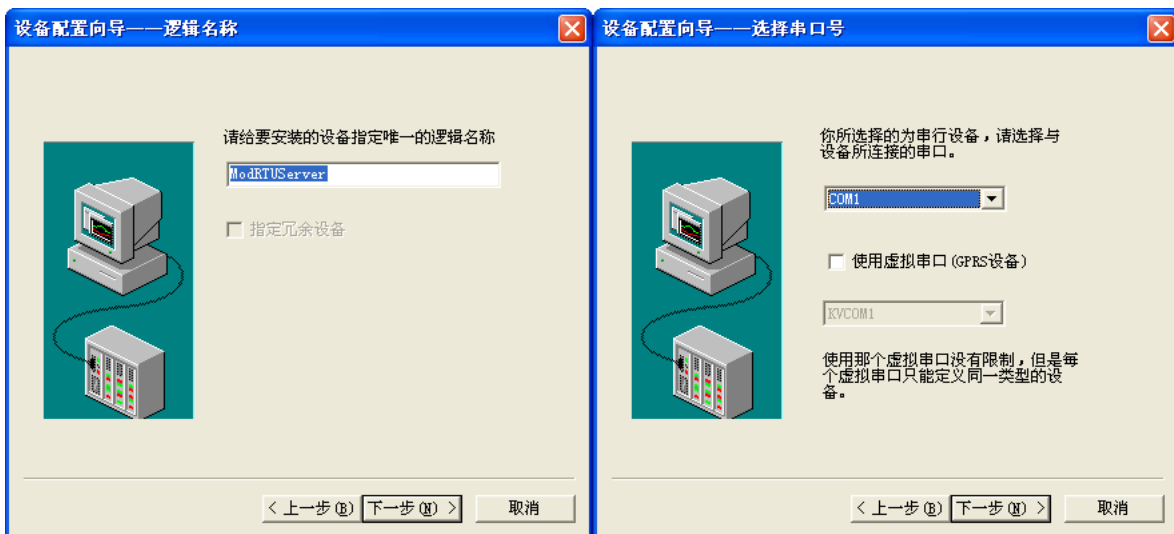 设备配置向导——逻辑名称
请给要安装的设备指定唯一的逻辑名称
ModRTUServer
指定冗余设备
< 上一步(B)
下一步(N) >
取消
设备配置向导——选择串口号
你所选择的为串行设备，请选择与
设备所连接的串口。
COM1
使用虚拟串口(GPRS设备)
KVCOM1
使用那个虚拟串口没有限制，但是每
个虚拟串口只能定义同一类型的设
备。
< 上一步(B)
下一步(N) >
取消